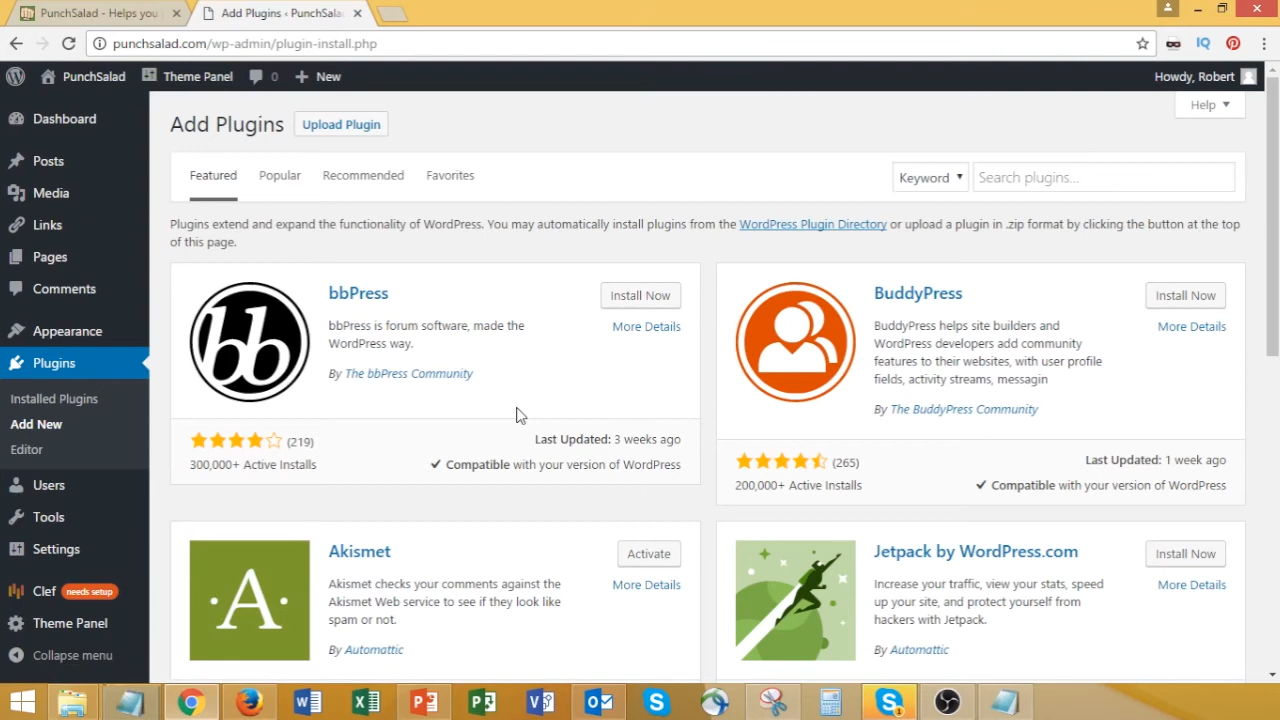 PunchSalad - Helps you
Add Plugins ‹ PunchSala
punchsalad.com/wp-admin/plugin-install.php
PunchSalad
Theme Panel
0
New
Howdy, Robert
Dashboard
Posts
Media
Links
Pages
Comments
Appearance
Plugins
Installed Plugins
Add New
Editor
Users
Tools
Settings
Clef needs setup
Theme Panel
Collapse menu
Help
Add Plugins
Upload Plugin
Featured
Popular
Recommended
Favorites
Keyword
Search plugins...
Plugins extend and expand the functionality of WordPress. You may automatically install plugins from the WordPress Plugin Directory or upload a plugin in .zip format by clicking the button at the top
of this page.
bb
bbPress
Install Now
More Details
bbPress is forum software, made the
WordPress way.
By The bbPress Community
(219)
300,000+ Active Installs
Last Updated: 3 weeks ago
Compatible with your version of WordPress
BuddyPress
Install Now
More Details
BuddyPress helps site builders and
WordPress developers add community
features to their websites, with user profile
fields, activity streams, messagin
By The BuddyPress Community
(265)
200,000+ Active Installs
Last Updated: 1 week ago
Compatible with your version of WordPress
·A·
Akismet
Activate
More Details
Akismet checks your comments against the
Akismet Web service to see if they look like
spam or not.
By Automattic
Jetpack by WordPress.com
Install Now
More Details
Increase your traffic, view your stats, speed
up your site, and protect yourself from
hackers with Jetpack.
By Automattic